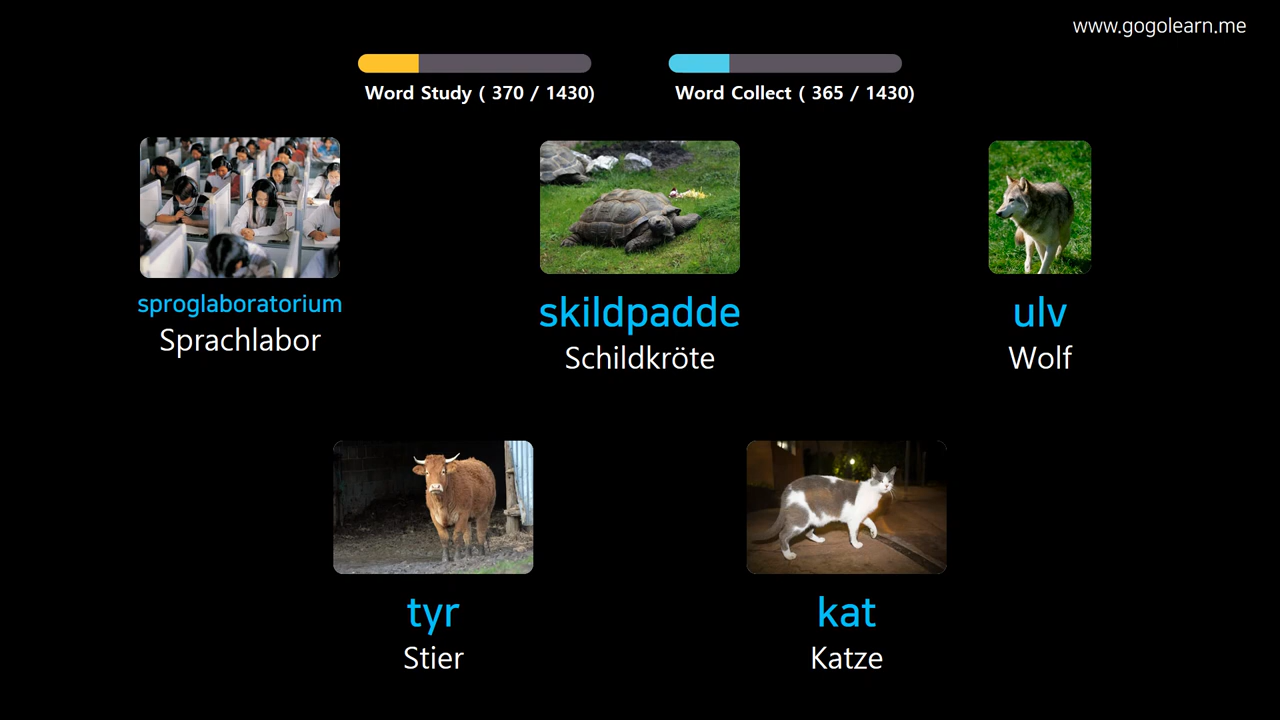 www.gogolearn.me
Word Study ( 370 / 1430)
Word Collect ( 365 / 1430)
sproglaboratorium
Sprachlabor
skildpadde
Schildkröte
ulv
Wolf
tyr
Stier
kat
Katze